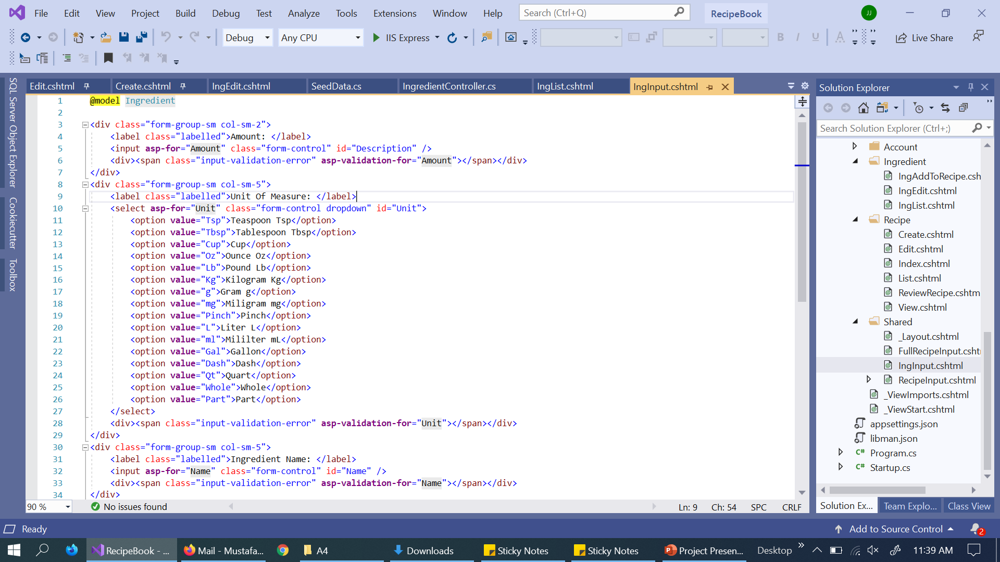 File Edit View Project Build Debug Test Analyze Tools Extensions Window Help Search (Ctrl+Q) RecipeBook JJ
Debug Any CPU IIS Express Live Share
SQL Server Object Explorer
Cookiecutter
Toolbox
Edit.cshtml Create.cshtml IngEdit.cshtml SeedData.cs IngredientController.cs IngList.cshtml IngInput.cshtml
1 @model Ingredient
2
3 <div class="form-group-sm col-sm-2">
4 <label class="labelled">Amount: </label>
5 <input asp-for="Amount" class="form-control" id="Description" />
6 <div><span class="input-validation-error" asp-validation-for="Amount"></span></div>
7 </div>
8 <div class="form-group-sm col-sm-5">
9 <label class="labelled">Unit Of Measure: </label>
10 <select asp-for="Unit" class="form-control dropdown" id="Unit">
11 <option value="Tsp">Teaspoon Tsp</option>
12 <option value="Tbsp">Tablespoon Tbsp</option>
13 <option value="Cup">Cup</option>
14 <option value="Oz">Ounce Oz</option>
15 <option value="Lb">Pound Lb</option>
16 <option value="Kg">Kilogram Kg</option>
17 <option value="g">Gram g</option>
18 <option value="mg">Miligram mg</option>
19 <option value="Pinch">Pinch</option>
20 <option value="L">Liter L</option>
21 <option value="ml">Mililter mL</option>
22 <option value="Gal">Gallon</option>
23 <option value="Dash">Dash</option>
24 <option value="Qt">Quart</option>
25 <option value="Whole">Whole</option>
26 <option value="Part">Part</option>
27 </select>
28 <div><span class="input-validation-error" asp-validation-for="Unit"></span></div>
29 </div>
30 <div class="form-group-sm col-sm-5">
31 <label class="labelled">Ingredient Name: </label>
32 <input asp-for="Name" class="form-control" id="Name" />
33 <div><span class="input-validation-error" asp-validation-for="Name"></span></div>
34 </div>
90 % No issues found Ln: 9 Ch: 54 SPC CRLF
Solution Explorer
Search Solution Explorer (Ctrl+;)
Account
Ingredient
IngAddToRecipe.csh
IngEdit.cshtml
IngList.cshtml
Recipe
Create.cshtml
Edit.cshtml
Index.cshtml
List.cshtml
ReviewRecipe.cshtm
View.cshtml
Shared
_Layout.cshtml
FullRecipeInput.csht
IngInput.cshtml
RecipeInput.cshtml
_ViewImports.cshtml
_ViewStart.cshtml
appsettings.json
libman.json
C# Program.cs
C# Startup.cs
Solution Ex... Team Explo... Class View
Ready Add to Source Control 2
RecipeBook - ... Mail - Mustafa... A4 Downloads Sticky Notes Sticky Notes Project Presen... Desktop 11:39 AM